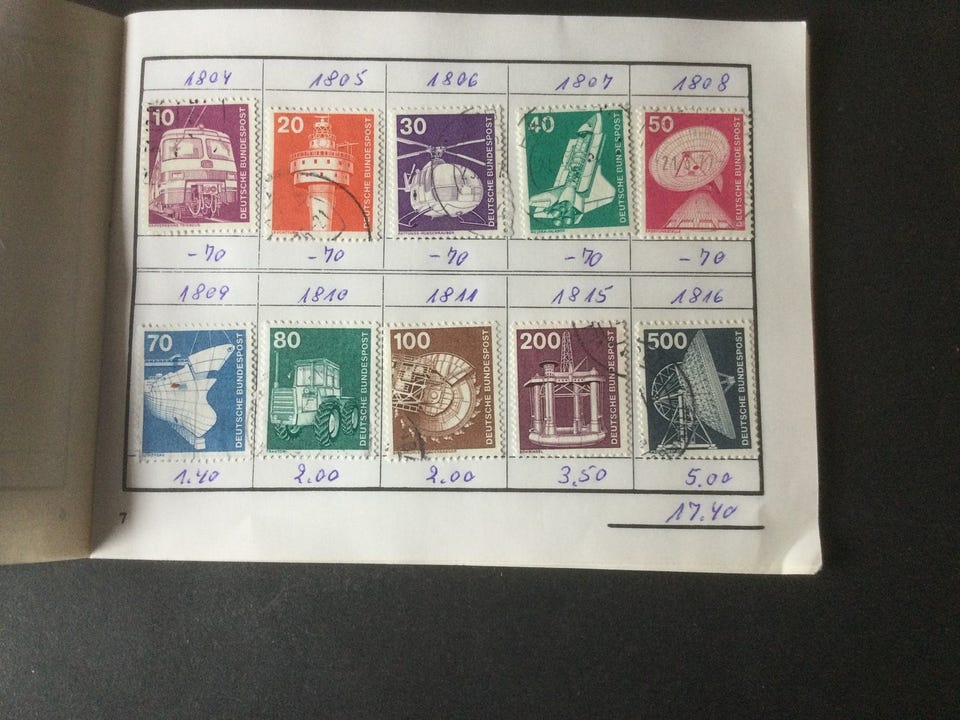 1804 1805 1806 1807 1808
10 DEUTSCHE BUNDESPOST
20 DEUTSCHE BUNDESPOST
30 DEUTSCHE BUNDESPOST
40 DEUTSCHE BUNDESPOST
50 DEUTSCHE BUNDESPOST
-70 -70 -70 -70 -70
1809 1810 1811 1815 1816
70 DEUTSCHE BUNDESPOST
80 DEUTSCHE BUNDESPOST
100 DEUTSCHE BUNDESPOST
200 DEUTSCHE BUNDESPOST
500 DEUTSCHE BUNDESPOST
1.40 2.00 2.00 3,50 5.00
17.40
7